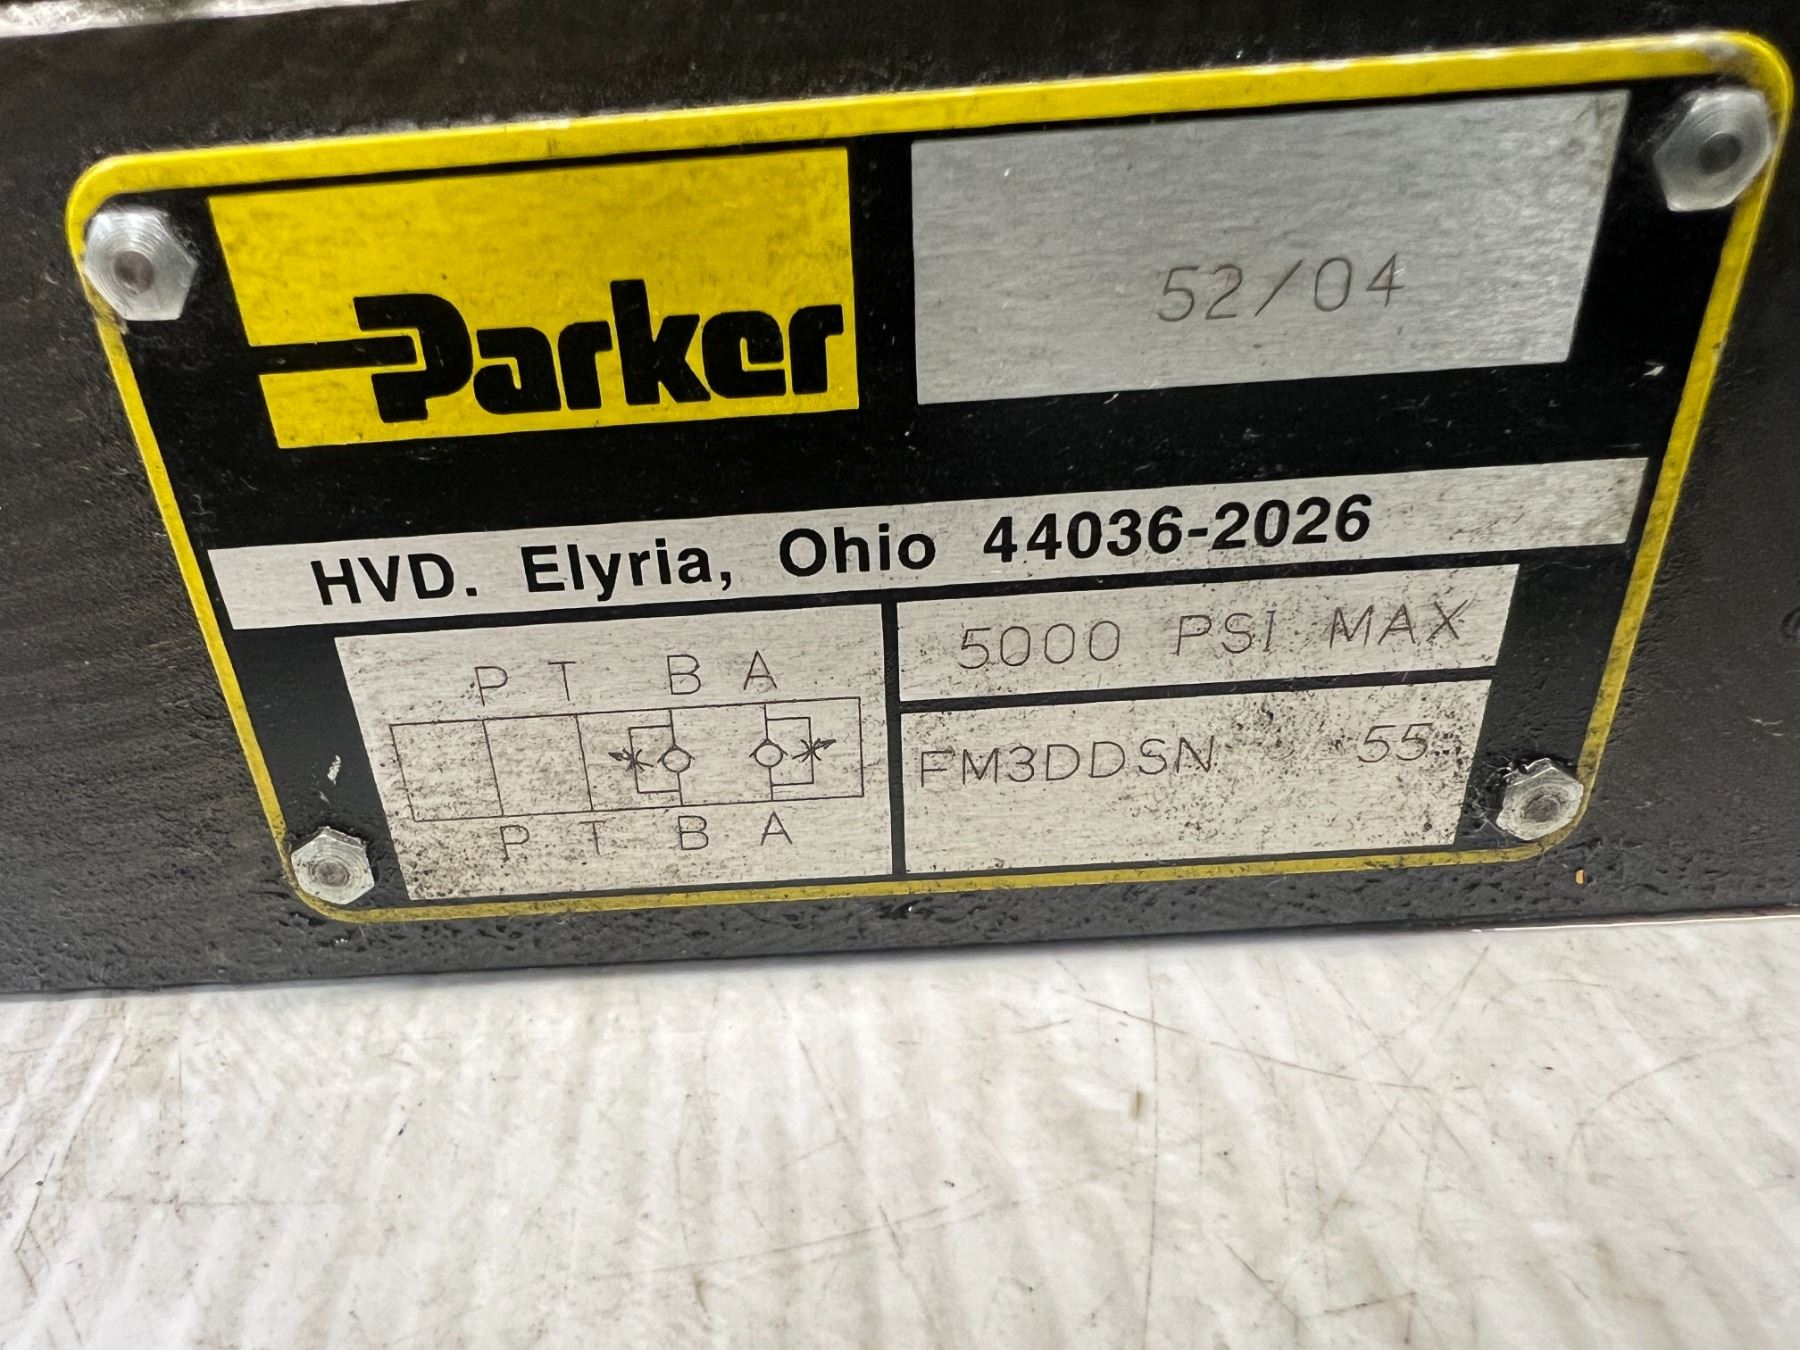 Parker
52/04
HVD. Elyria, Ohio 44036-2026
P T B A
P T B A
5000 PSI MAX
FM3DDSN 55